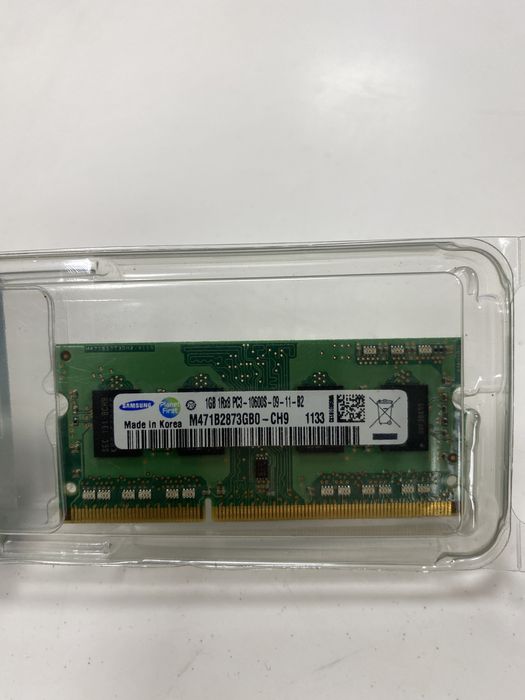 SAMSUNG
Planet First
1GB 1Rx8 PC3-10600S-09-11-B2
Made in Korea
M471B2873GB0-CH9 1133